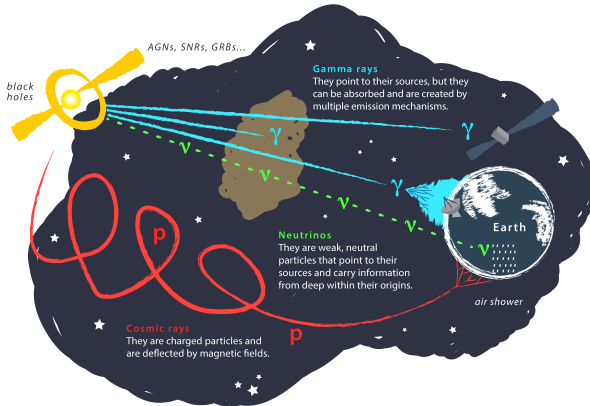 AGNs, SNRs, GRBs...
black
holes
Gamma rays
They point to their sources, but they
can be absorbed and are created by
multiple emission mechanisms.
γ
γ
γ
ν
ν
ν
ν
ν
Earth
p
Neutrinos
They are weak, neutral
particles that point to their
sources and carry information
from deep within their origins.
air shower
Cosmic rays
They are charged particles and
are deflected by magnetic fields.
p